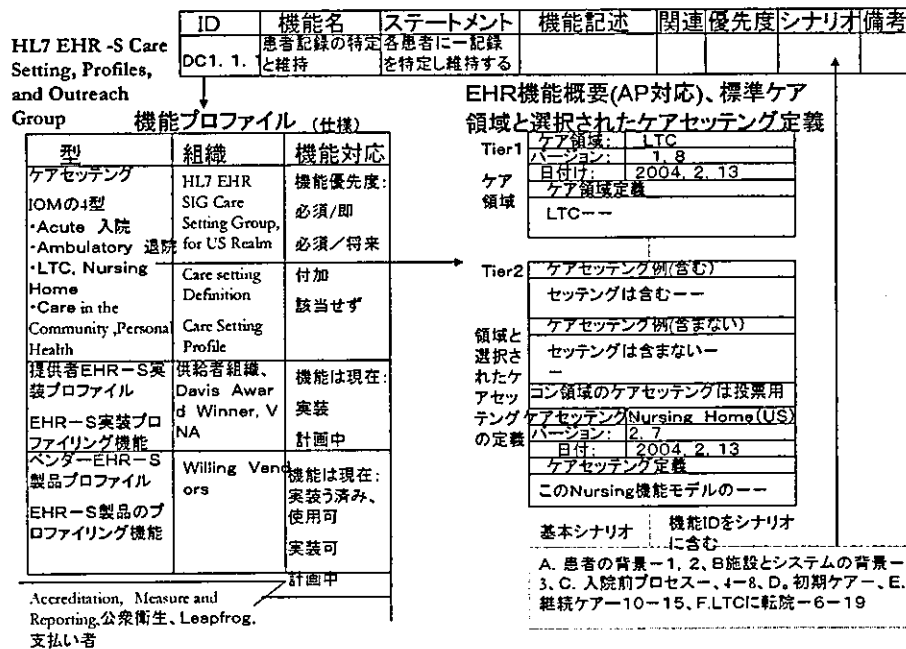 ID 機能名 ステートメント 機能記述 関連 優先度 シナリオ 備考
DC1. 1. 1 患者記録の特定と維持 各患者に一記録を特定し維持する
HL7 EHR -S Care
Setting, Profiles,
and Outreach
Group
機能プロファイル (仕様)
型 組織 機能対応
ケアセッテング
IOMの4型
・Acute 入院
・Ambulatory 退院
・LTC, Nursing
Home
・Care in the
Community ,Personal
Health
HL7 EHR
SIG Care
Setting Group,
for US Realm
Care setting
Definition
Care Setting
Profile
機能優先度:
必須/即
必須/将来
付加
該当せず
提供者EHR-S実
装プロファイル
EHR-S実装プロ
ファイリング機能
供給者組織、
Davis Awar
d Winner, V
NA
機能は現在:
実装
計画中
ベンダーEHR-S
製品プロファイル
EHR-S製品のプ
ロファイリング機能
Willing Vend
ors
機能は現在:
実装う済み、
使用可
実装可
計画中
Accreditation, Measure and
Reporting,公衆衛生、Leapfrog,
支払い者
EHR機能概要(AP対応)、標準ケア
領域と選択されたケアセッテング定義
Tier1
ケア
領域
ケア領域: LTC
バージョン: 1, 8
日付け: 2004, 2, 13
ケア領域定義
LTCーー
Tier2
領域と
選択さ
れたケ
アセッ
テング
の定義
ケアセッテング例(含む)
セッテングは含むーー
ケアセッテング例(含まない)
セッテングは含まないー
ー
コン領域のケアセッテングは投票用
ケアセッテング Nursing Home(US)
バージョン: 2, 7
日付: 2004, 2, 13
ケアセッテング定義
このNursing機能モデルのーー
基本シナリオ
機能IDをシナリオ
に含む
A. 患者の背景ー1, 2、B施設とシステムの背景ー
3、C. 入院前プロセスー、4ー8、D。初期ケアー、E.
継続ケアー10ー15、F.LTCに転院ー6ー19